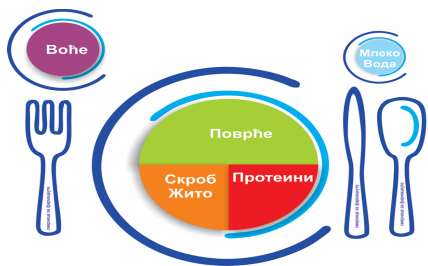 Воће
Млеко
Вода
Поврће
Скроб
Жито
Протеини